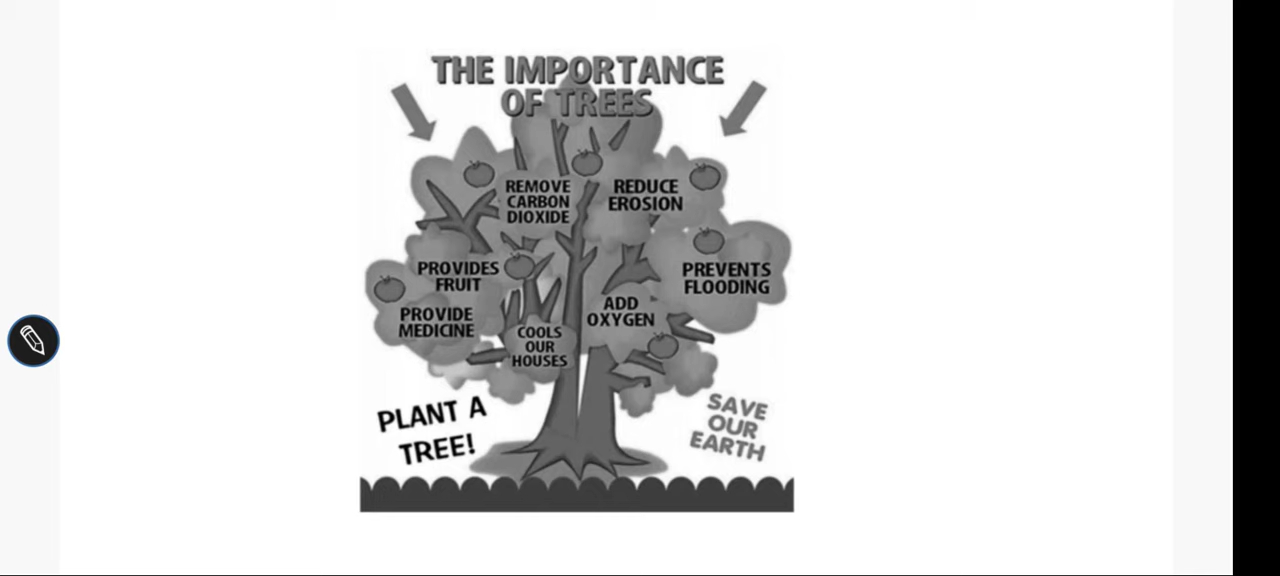 THE IMPORTANCE
OF TREES
REMOVE
CARBON
DIOXIDE
REDUCE
EROSION
PROVIDES
FRUIT
PREVENTS
FLOODING
PROVIDE
MEDICINE
ADD
OXYGEN
COOLS
OUR
HOUSES
PLANT A
TREE!
SAVE
OUR
EARTH